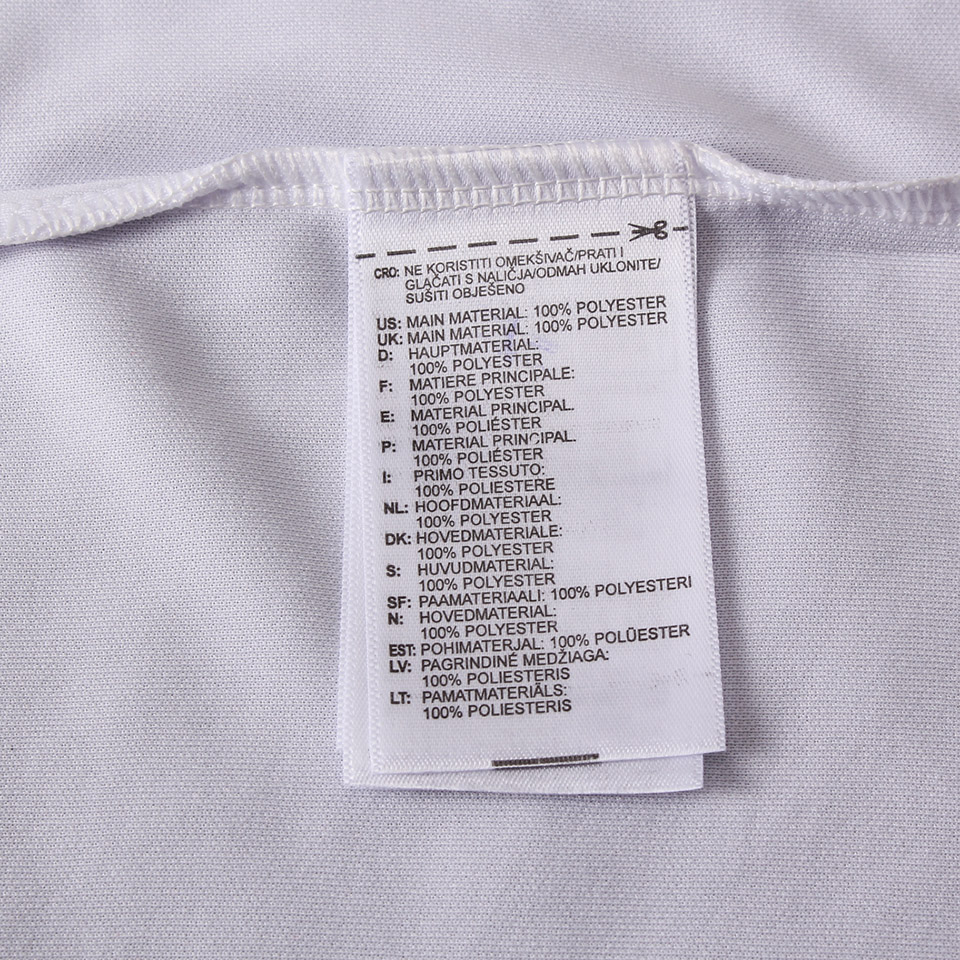 CRO: NE KORISTITI OMEKŠIVAČ/PRATI I
GLAČATI S NALIČJA/ODMAH UKLONITE/
SUŠITI OBJEŠENO
US: MAIN MATERIAL: 100% POLYESTER
UK: MAIN MATERIAL: 100% POLYESTER
D: HAUPTMATERIAL:
100% POLYESTER
F: MATIERE PRINCIPALE:
100% POLYESTER
E: MATERIAL PRINCIPAL.
100% POLIÉSTER
P: MATERIAL PRINCIPAL.
100% POLIÉSTER
I: PRIMO TESSUTO:
100% POLIESTERE
NL: HOOFDMATERIAAL:
100% POLYESTER
DK: HOVEDMATERIALE:
100% POLYESTER
S: HUVUDMATERIAL:
100% POLYESTER
SF: PAAMATERIAALI: 100% POLYESTERI
N: HOVEDMATERIAL:
100% POLYESTER
EST: POHIMATERJAL: 100% POLÜESTER
LV: PAGRINDINÉ MEDŽIAGA:
100% POLIESTERIS
LT: PAMATMATERIĀLS:
100% POLIESTERIS